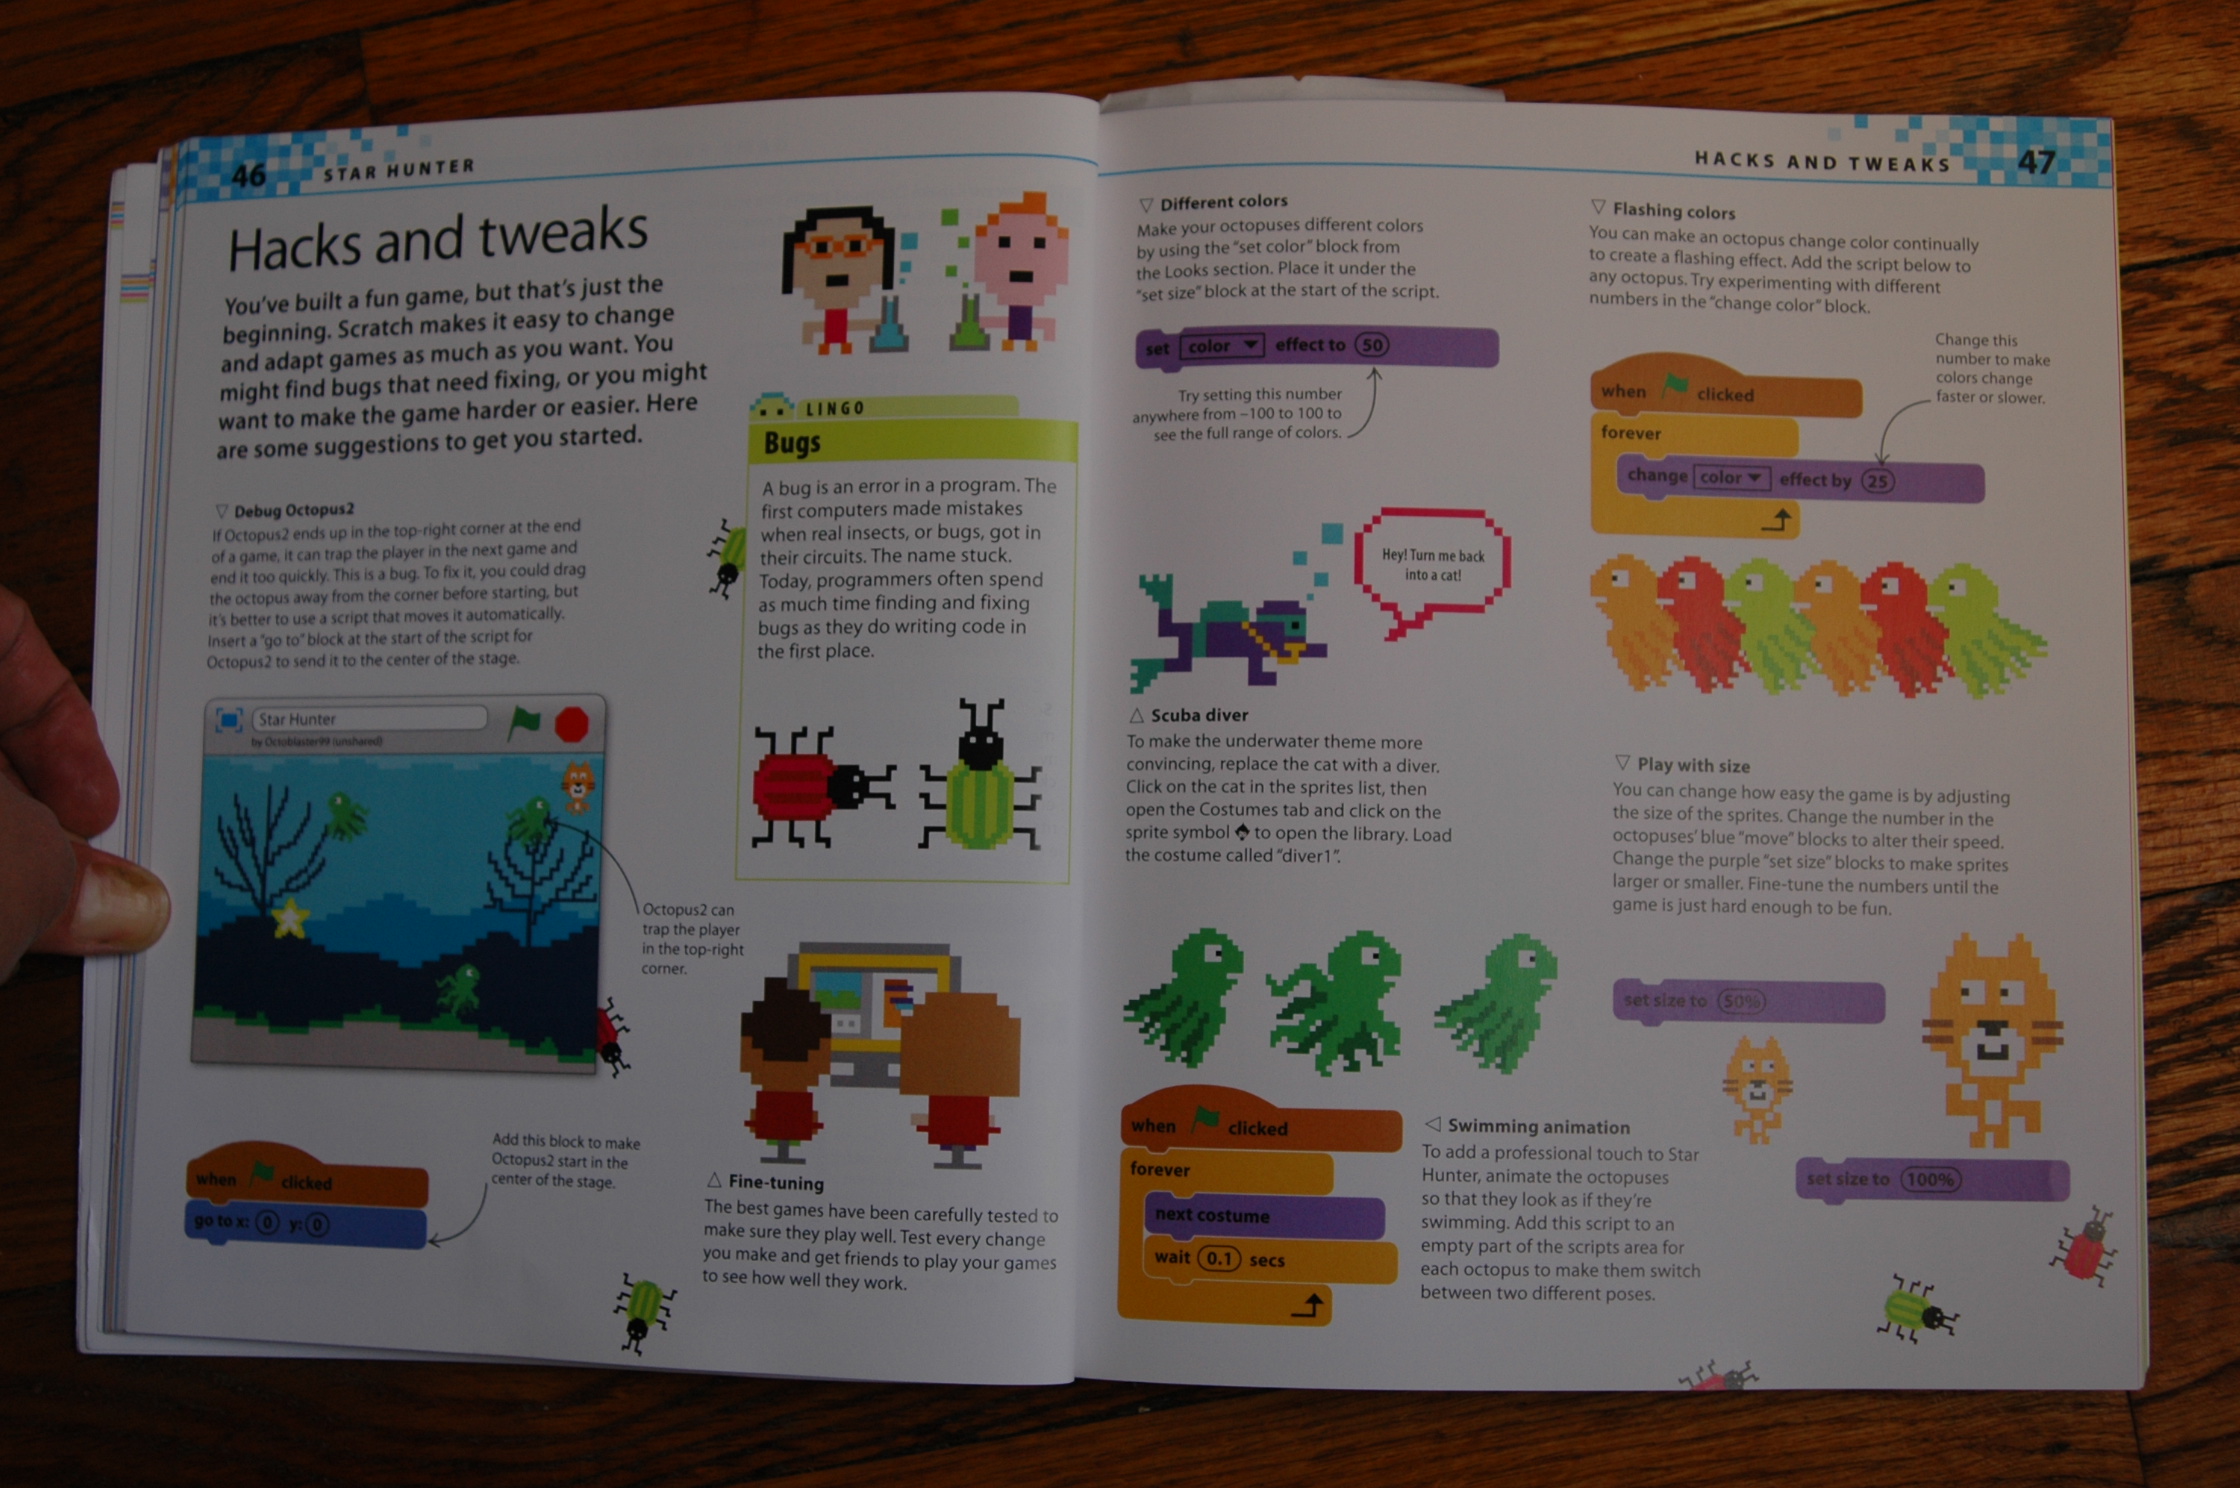 46 STAR HUNTER
Hacks and tweaks
You've built a fun game, but that's just the
beginning. Scratch makes it easy to change
and adapt games as much as you want. You
might find bugs that need fixing, or you might
want to make the game harder or easier. Here
are some suggestions to get you started.
▽ Debug Octopus2
If Octopus2 ends up in the top-right corner at the end
of a game, it can trap the player in the next game and
end it too quickly. This is a bug. To fix it, you could drag
the octopus away from the corner before starting, but
it's better to use a script that moves it automatically.
Insert a "go to" block at the start of the script for
Octopus2 to send it to the center of the stage.
Star Hunter
by Octoblaster99 (unshared)
Octopus2 can
trap the player
in the top-right
corner.
when clicked
go to x: 0 y: 0
Add this block to make
Octopus2 start in the
center of the stage.
LINGO
Bugs
A bug is an error in a program. The
first computers made mistakes
when real insects, or bugs, got in
their circuits. The name stuck.
Today, programmers often spend
as much time finding and fixing
bugs as they do writing code in
the first place.
△ Fine-tuning
The best games have been carefully tested to
make sure they play well. Test every change
you make and get friends to play your games
to see how well they work.
HACKS AND TWEAKS 47
▽ Different colors
Make your octopuses different colors
by using the "set color" block from
the Looks section. Place it under the
"set size" block at the start of the script.
set color ▼ effect to 50
Try setting this number
anywhere from –100 to 100 to
see the full range of colors.
Hey! Turn me back
into a cat!
△ Scuba diver
To make the underwater theme more
convincing, replace the cat with a diver.
Click on the cat in the sprites list, then
open the Costumes tab and click on the
sprite symbol to open the library. Load
the costume called "diver1".
when clicked
forever
next costume
wait 0.1 secs
◁ Swimming animation
To add a professional touch to Star
Hunter, animate the octopuses
so that they look as if they're
swimming. Add this script to an
empty part of the scripts area for
each octopus to make them switch
between two different poses.
▽ Flashing colors
You can make an octopus change color continually
to create a flashing effect. Add the script below to
any octopus. Try experimenting with different
numbers in the "change color" block.
Change this
number to make
colors change
faster or slower.
when clicked
forever
change color ▼ effect by 25
▽ Play with size
You can change how easy the game is by adjusting
the size of the sprites. Change the number in the
octopuses' blue "move" blocks to alter their speed.
Change the purple "set size" blocks to make sprites
larger or smaller. Fine-tune the numbers until the
game is just hard enough to be fun.
set size to 50%
set size to 100%